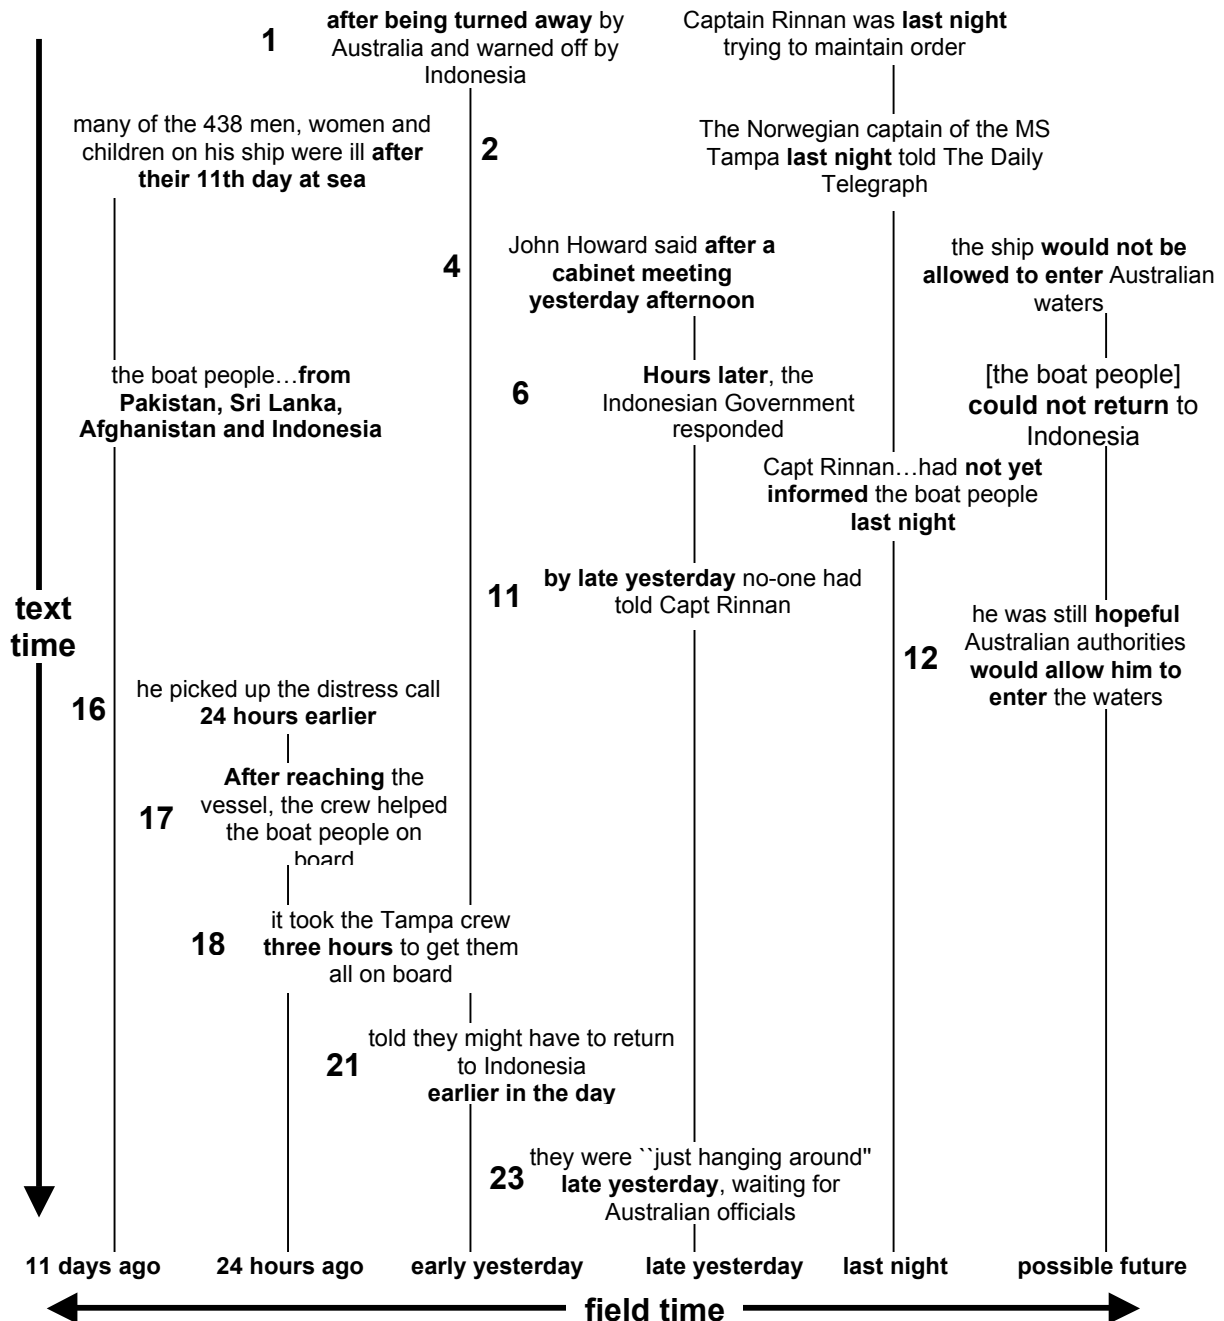 1
after being turned away by
Australia and warned off by
Indonesia
Captain Rinnan was last night
trying to maintain order
many of the 438 men, women and
children on his ship were ill after
their 11th day at sea
2
The Norwegian captain of the MS
Tampa last night told The Daily
Telegraph
4
John Howard said after a
cabinet meeting
yesterday afternoon
the ship would not be
allowed to enter Australian
waters
the boat people…from
Pakistan, Sri Lanka,
Afghanistan and Indonesia
6
Hours later, the
Indonesian Government
responded
[the boat people]
could not return to
Indonesia
Capt Rinnan…had not yet
informed the boat people
last night
11
by late yesterday no-one had
told Capt Rinnan
text
time
12
he was still hopeful
Australian authorities
would allow him to
enter the waters
16
he picked up the distress call
24 hours earlier
17
After reaching the
vessel, the crew helped
the boat people on
board
18
it took the Tampa crew
three hours to get them
all on board
21
told they might have to return
to Indonesia
earlier in the day
23
they were ``just hanging around"
late yesterday, waiting for
Australian officials
11 days ago
24 hours ago
early yesterday
late yesterday
last night
possible future
field time